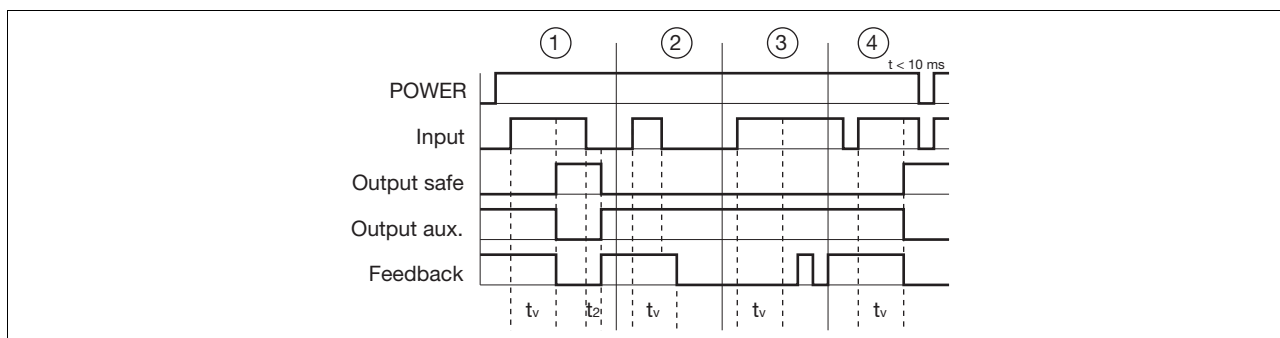 1 2 3 4
t < 10 ms
POWER
Input
Output safe
Output aux.
Feedback
tv t2 tv tv tv